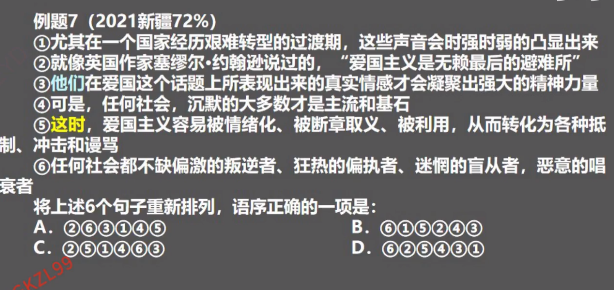 例题7（2021新疆72%）
①尤其在一个国家经历艰难转型的过渡期，这些声音会时强时弱的凸显出来
②就像英国作家塞缪尔·约翰逊说过的，“爱国主义是无赖最后的避难所”
③他们在爱国这个话题上所表现出来的真实情感才会凝聚出强大的精神力量
④可是，任何社会，沉默的大多数才是主流和基石
⑤这时，爱国主义容易被情绪化、被断章取义、被利用，从而转化为各种抵
制、冲击和谩骂
⑥任何社会都不缺偏激的叛逆者、狂热的偏执者、迷惘的盲从者，恶意的唱
衰者
将上述6个句子重新排列，语序正确的一项是：
A．②⑥③①④⑤ B．⑥①⑤②④③
C．②⑤①④⑥③ D．⑥②⑤④③①
KZL99